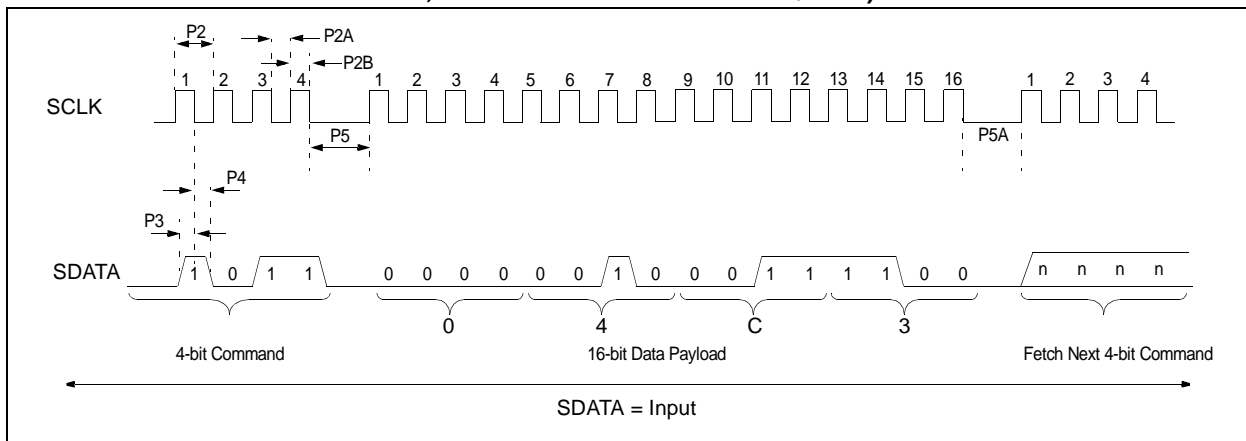 P2
P2A
P2B
1 2 3 4 1 2 3 4 5 6 7 8 9 10 11 12 13 14 15 16 1 2 3 4
SCLK
P5
P5A
P4
P3
SDATA
1 0 1 1 0 0 0 0 0 0 1 0 0 0 1 1 1 1 0 0 n n n n
0 4 C 3
4-bit Command 16-bit Data Payload Fetch Next 4-bit Command
SDATA = Input